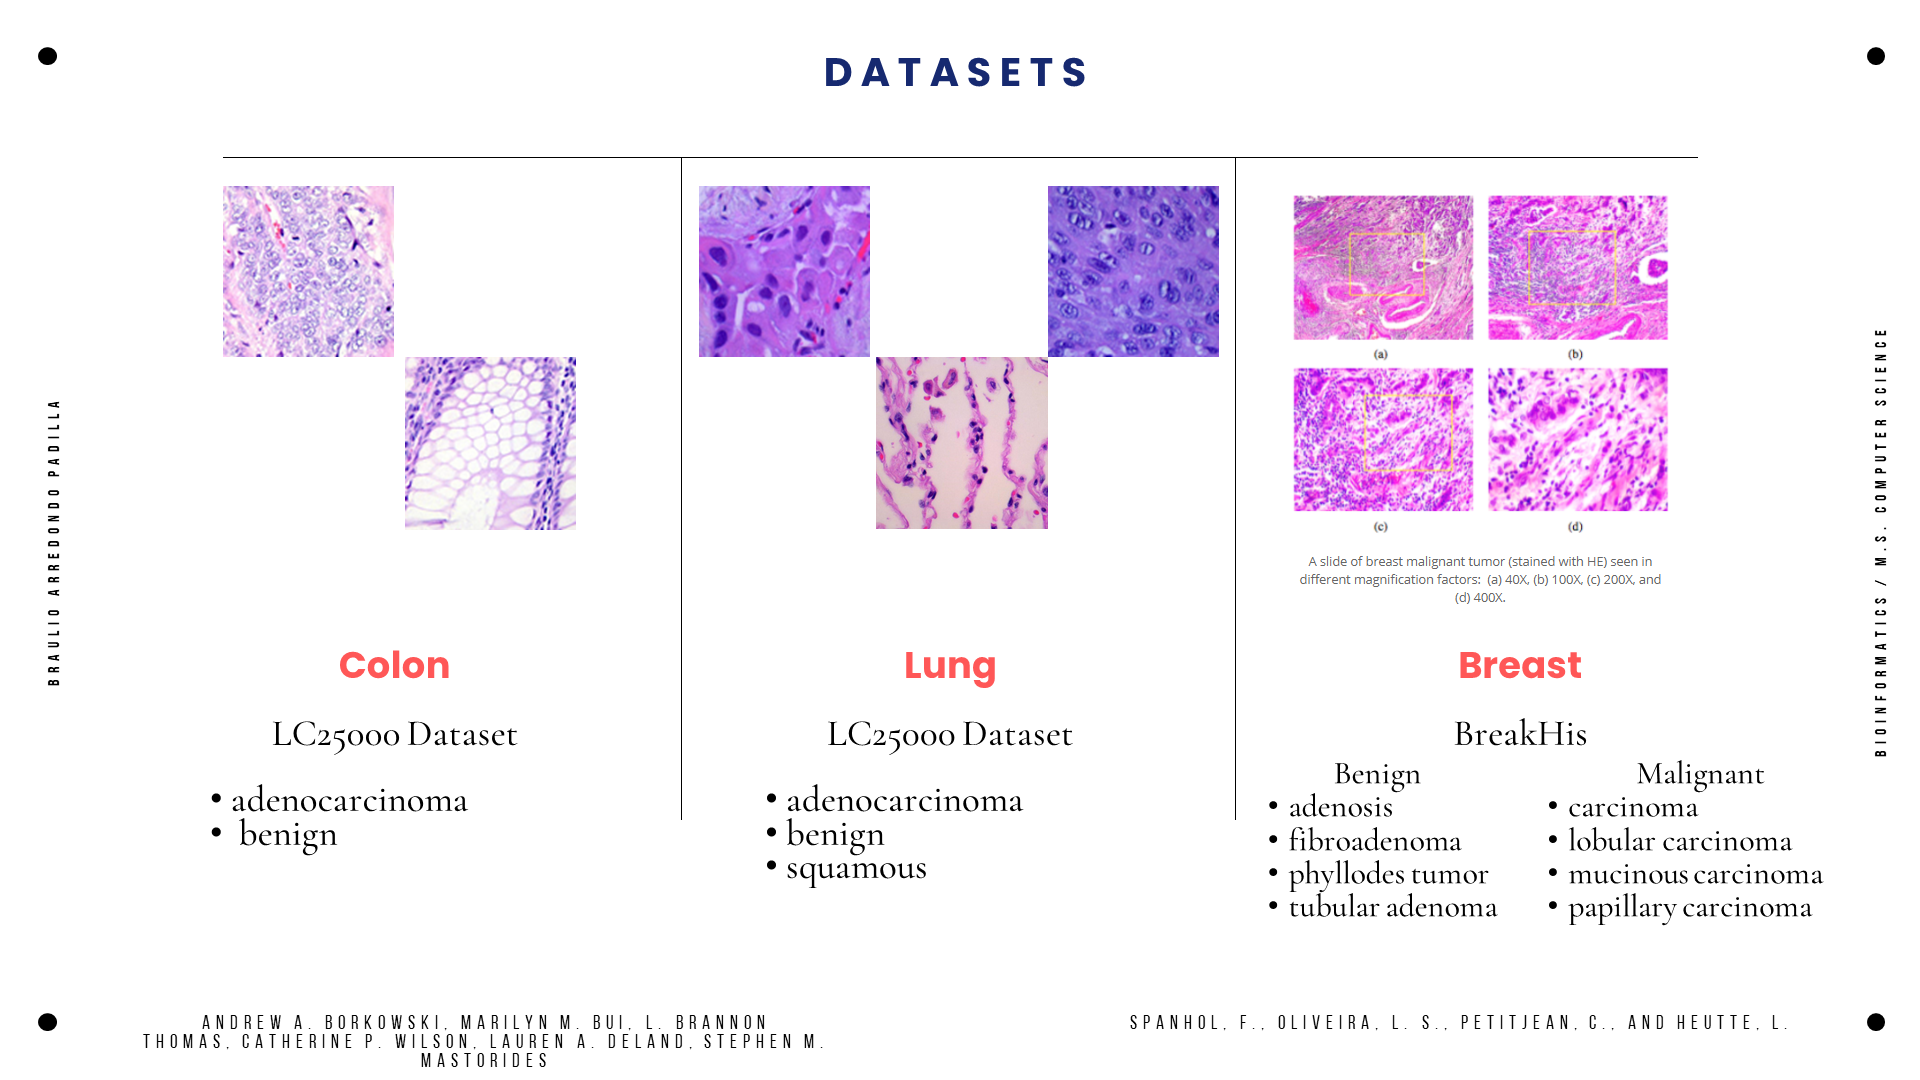 DATASETS
BRAULIO ARREDONDO PADILLA
BIOINFORMATICS / M.S. COMPUTER SCIENCE
(a)
(b)
(c)
(d)
A slide of breast malignant tumor (stained with HE) seen in
different magnification factors: (a) 40X, (b) 100X, (c) 200X, and
(d) 400X.
Colon
LC25000 Dataset
• adenocarcinoma
• benign
Lung
LC25000 Dataset
• adenocarcinoma
• benign
• squamous
Breast
BreakHis
Benign
• adenosis
• fibroadenoma
• phyllodes tumor
• tubular adenoma
Malignant
• carcinoma
• lobular carcinoma
• mucinous carcinoma
• papillary carcinoma
ANDREW A. BORKOWSKI, MARILYN M. BUI, L. BRANNON
THOMAS, CATHERINE P. WILSON, LAUREN A. DELAND, STEPHEN M.
MASTORIDES
SPANHOL, F., OLIVEIRA, L. S., PETITJEAN, C., AND HEUTTE, L.